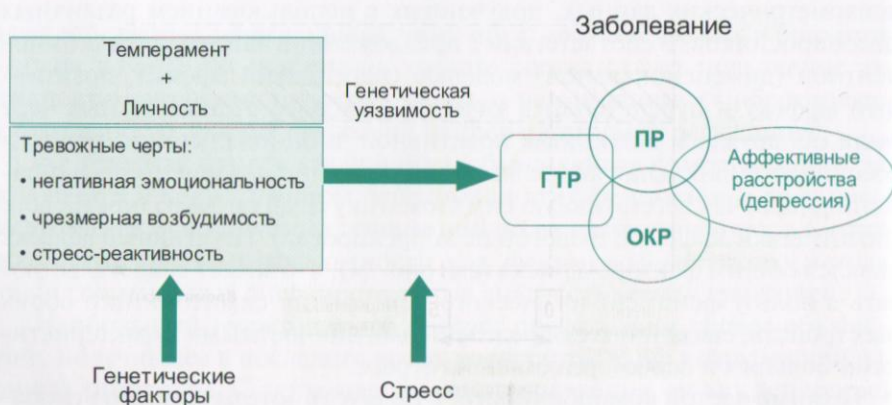 Заболевание
Темперамент
+
Личность
Тревожные черты:
• негативная эмоциональность
• чрезмерная возбудимость
• стресс-реактивность
Генетическая
уязвимость
ПР
ГТР
ОКР
Аффективные
расстройства
(депрессия)
Генетические
факторы
Стресс